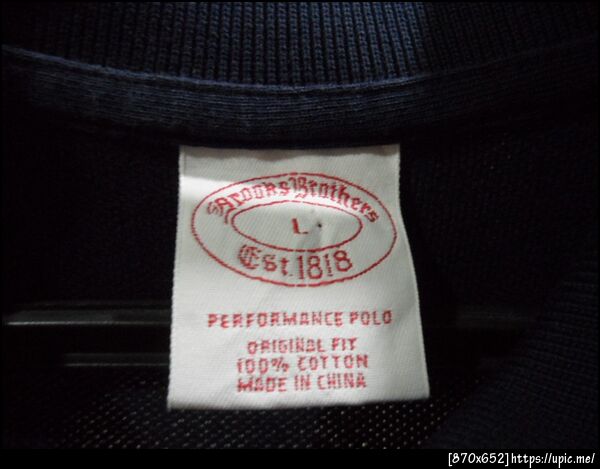 Brooks Brothers
L
Est. 1818
PERFORMANCE POLO
ORIGINAL FIT
100% COTTON
MADE IN CHINA
[870x652]https://upic.me/